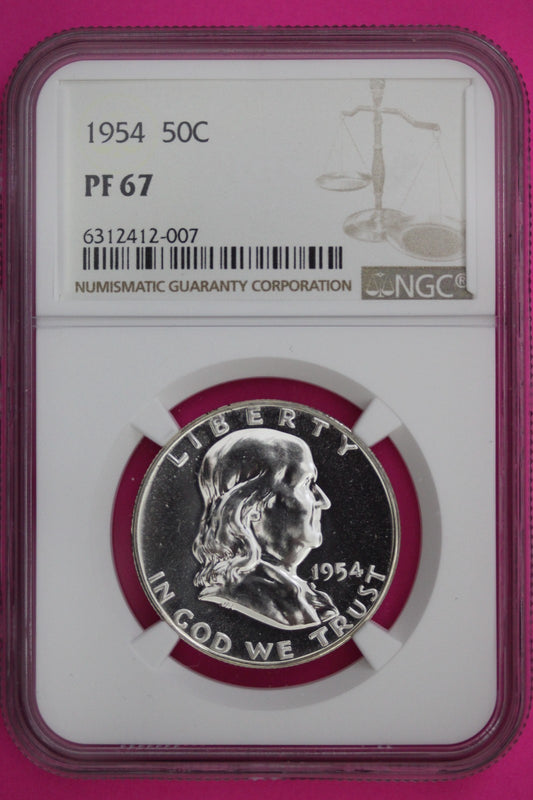 1954 50C
PF 67
6312412-007
NUMISMATIC GUARANTY CORPORATION
NGC®
LIBERTY
1954
IN GOD WE TRUST